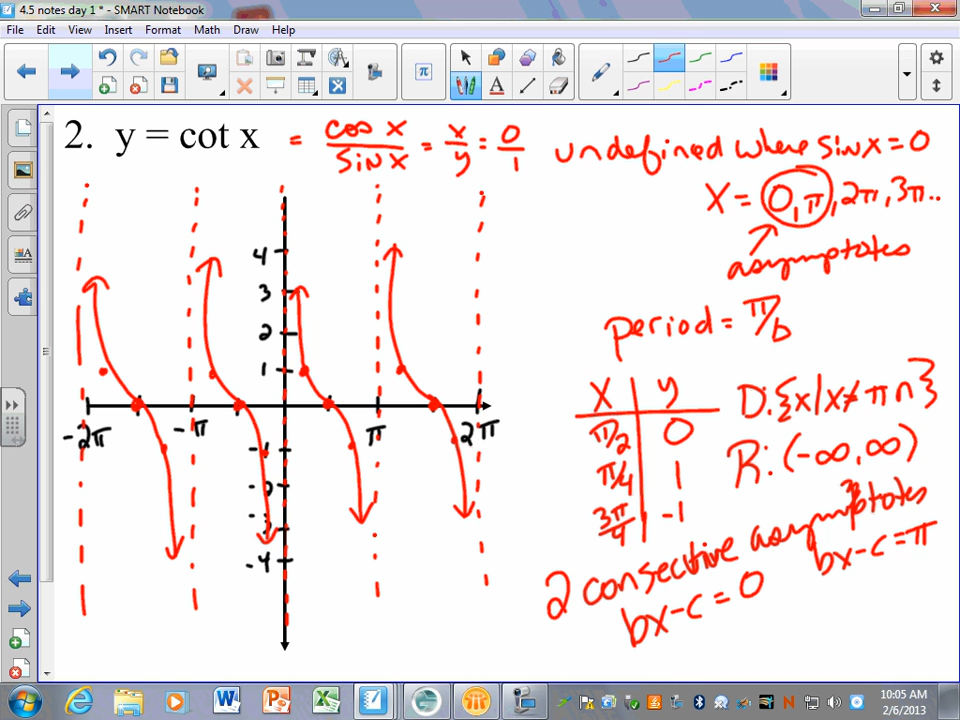 4.5 notes day 1 * - SMART Notebook
File Edit View Insert Format Math Draw Help
2. y = cot x = cos x / sin x = x / y = 0 / 1 undefined where sin x = 0
x = 0, π, 2π, 3π..
asymptotes
period = π/b
4
3
2
1
-2π -π π 2π
-1
-4
x y
π/2 0
π/4 1
3π/4 -1
D: {x | x ≠ πn}
R: (-∞, ∞)
2 consective asymptotes
bx-c = 0 bx-c = π
10:05 AM
2/6/2013